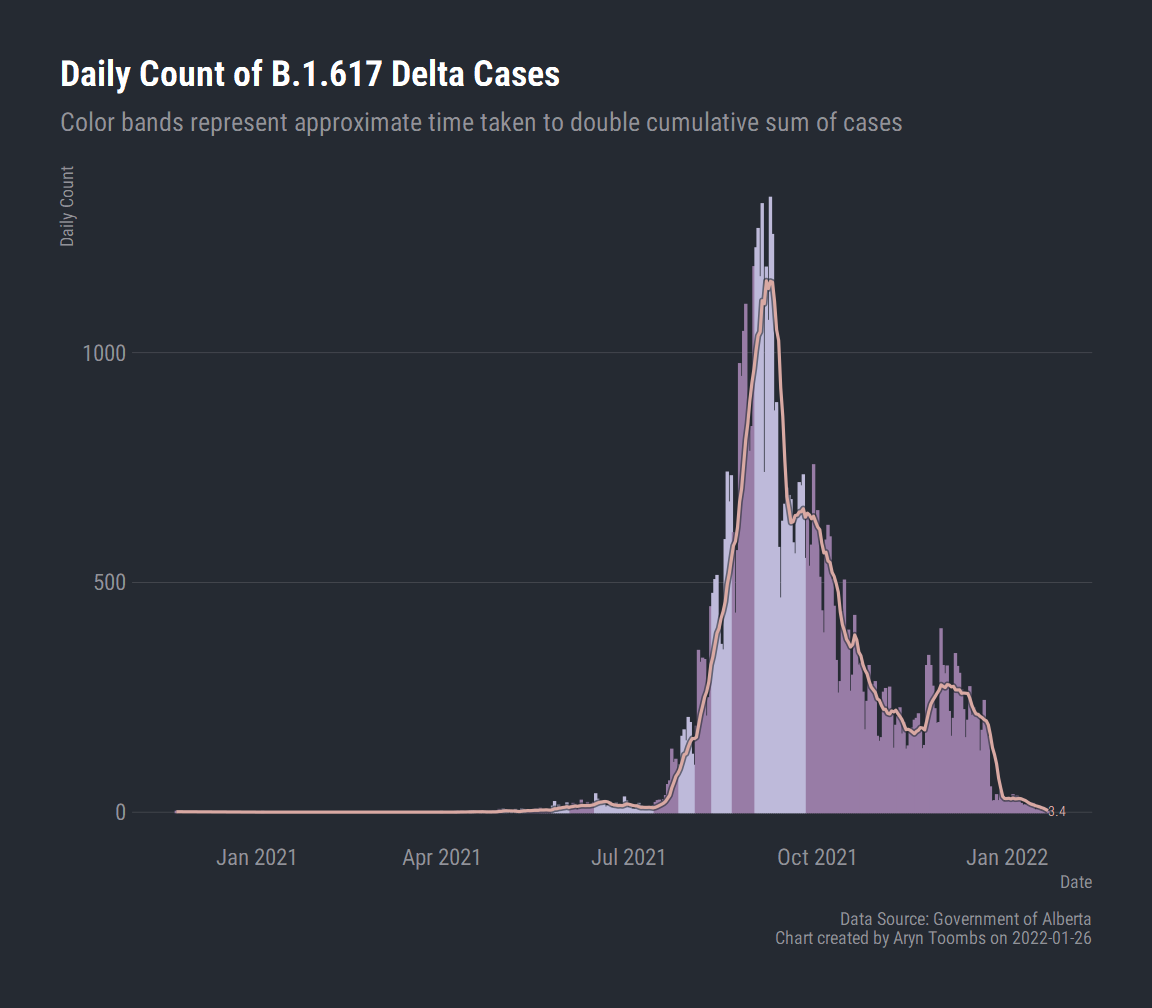 Daily Count of B.1.617 Delta Cases
Color bands represent approximate time taken to double cumulative sum of cases
Daily Count
1000
500
0
3.4
Jan 2021 Apr 2021 Jul 2021 Oct 2021 Jan 2022
Date
Data Source: Government of Alberta
Chart created by Aryn Toombs on 2022-01-26